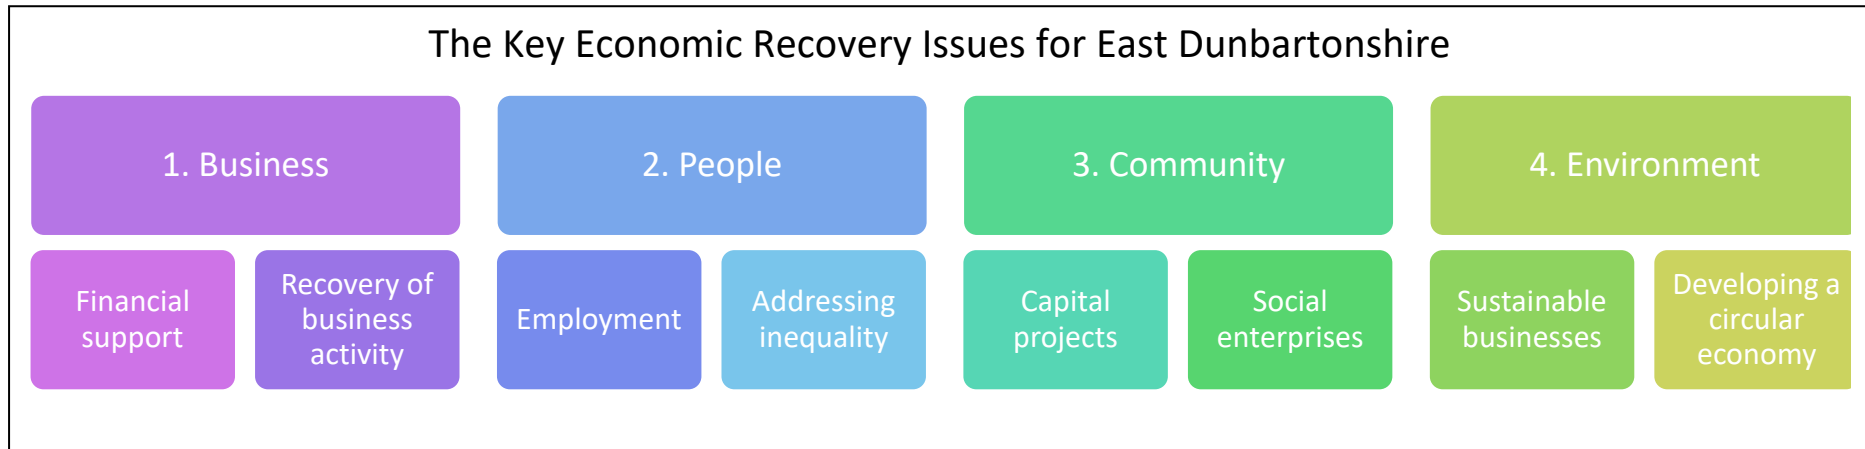 The Key Economic Recovery Issues for East Dunbartonshire
1. Business
Financial
support
Recovery of
business
activity
2. People
Employment
Addressing
inequality
3. Community
Capital
projects
Social
enterprises
4. Environment
Sustainable
businesses
Developing a
circular
economy